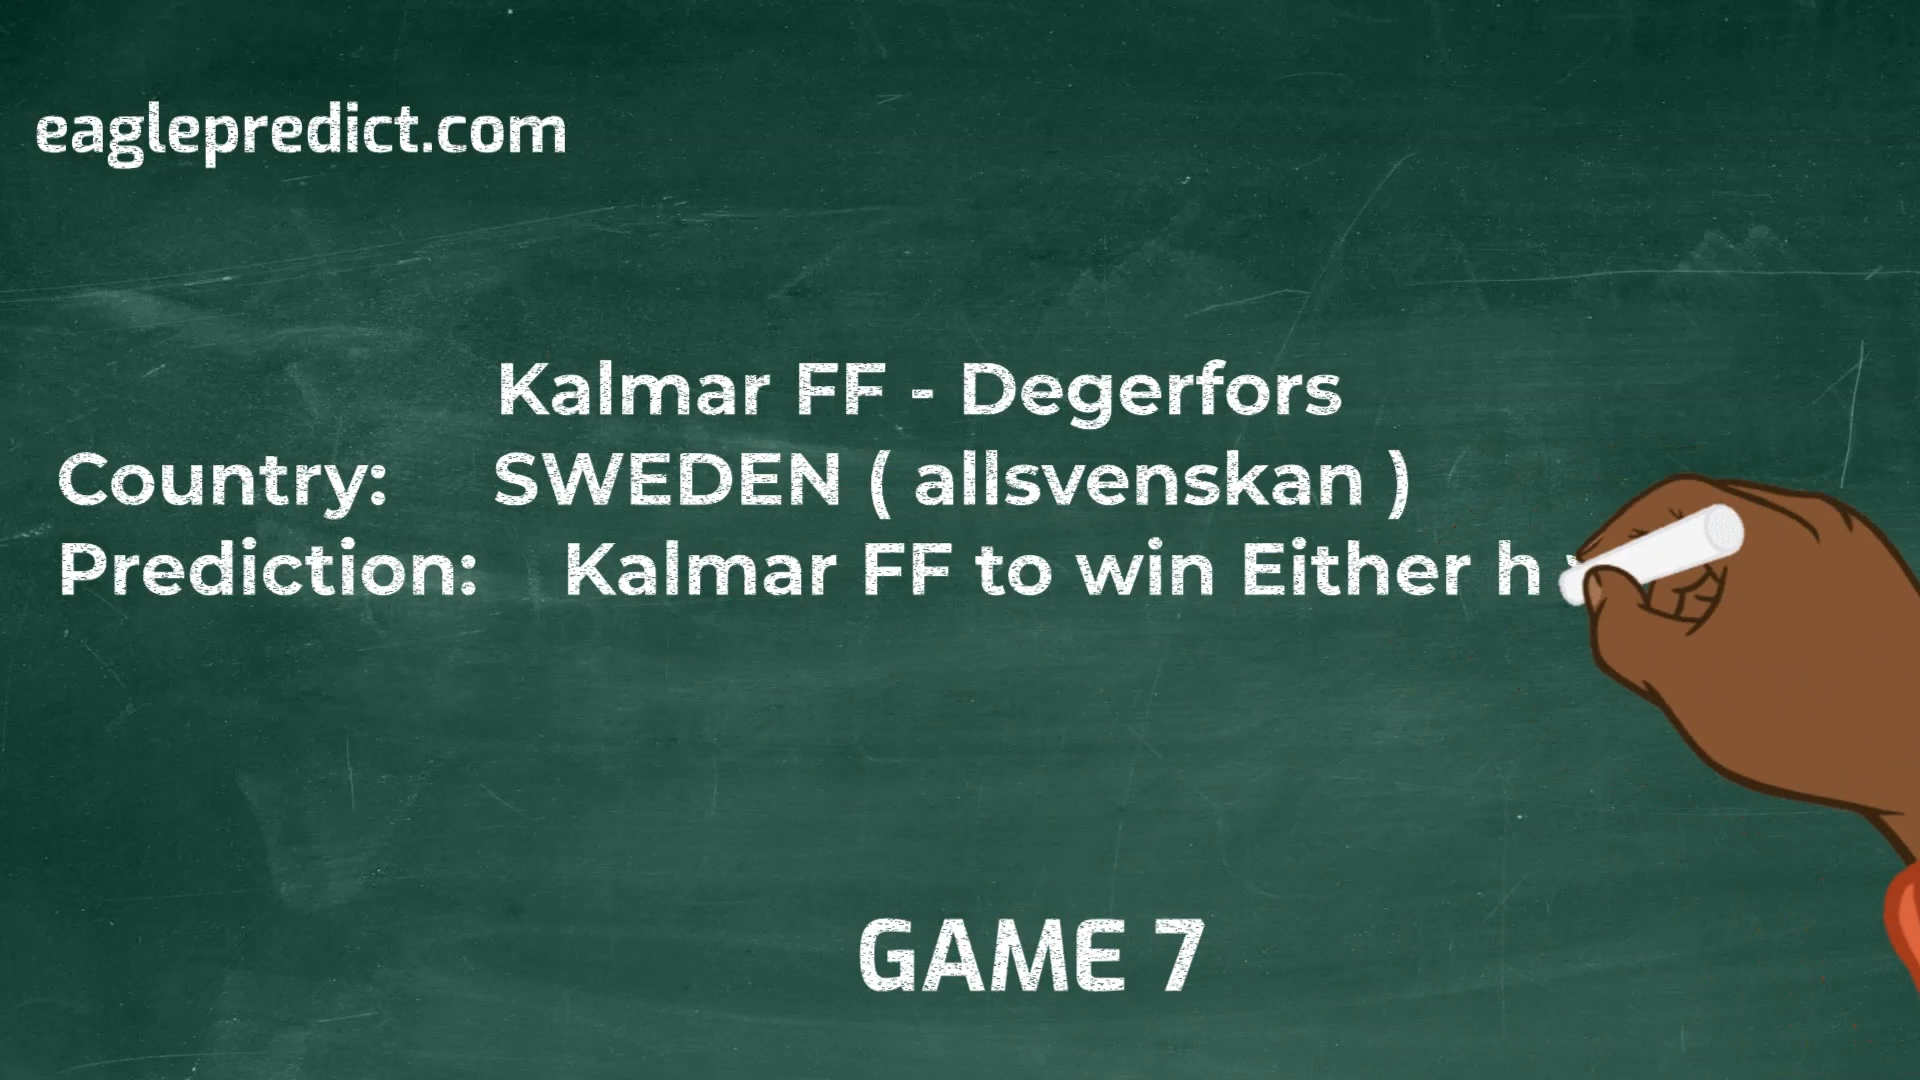 eaglepredict.com
Kalmar FF - Degerfors
Country: SWEDEN ( allsvenskan )
Prediction: Kalmar FF to win Either h
GAME 7